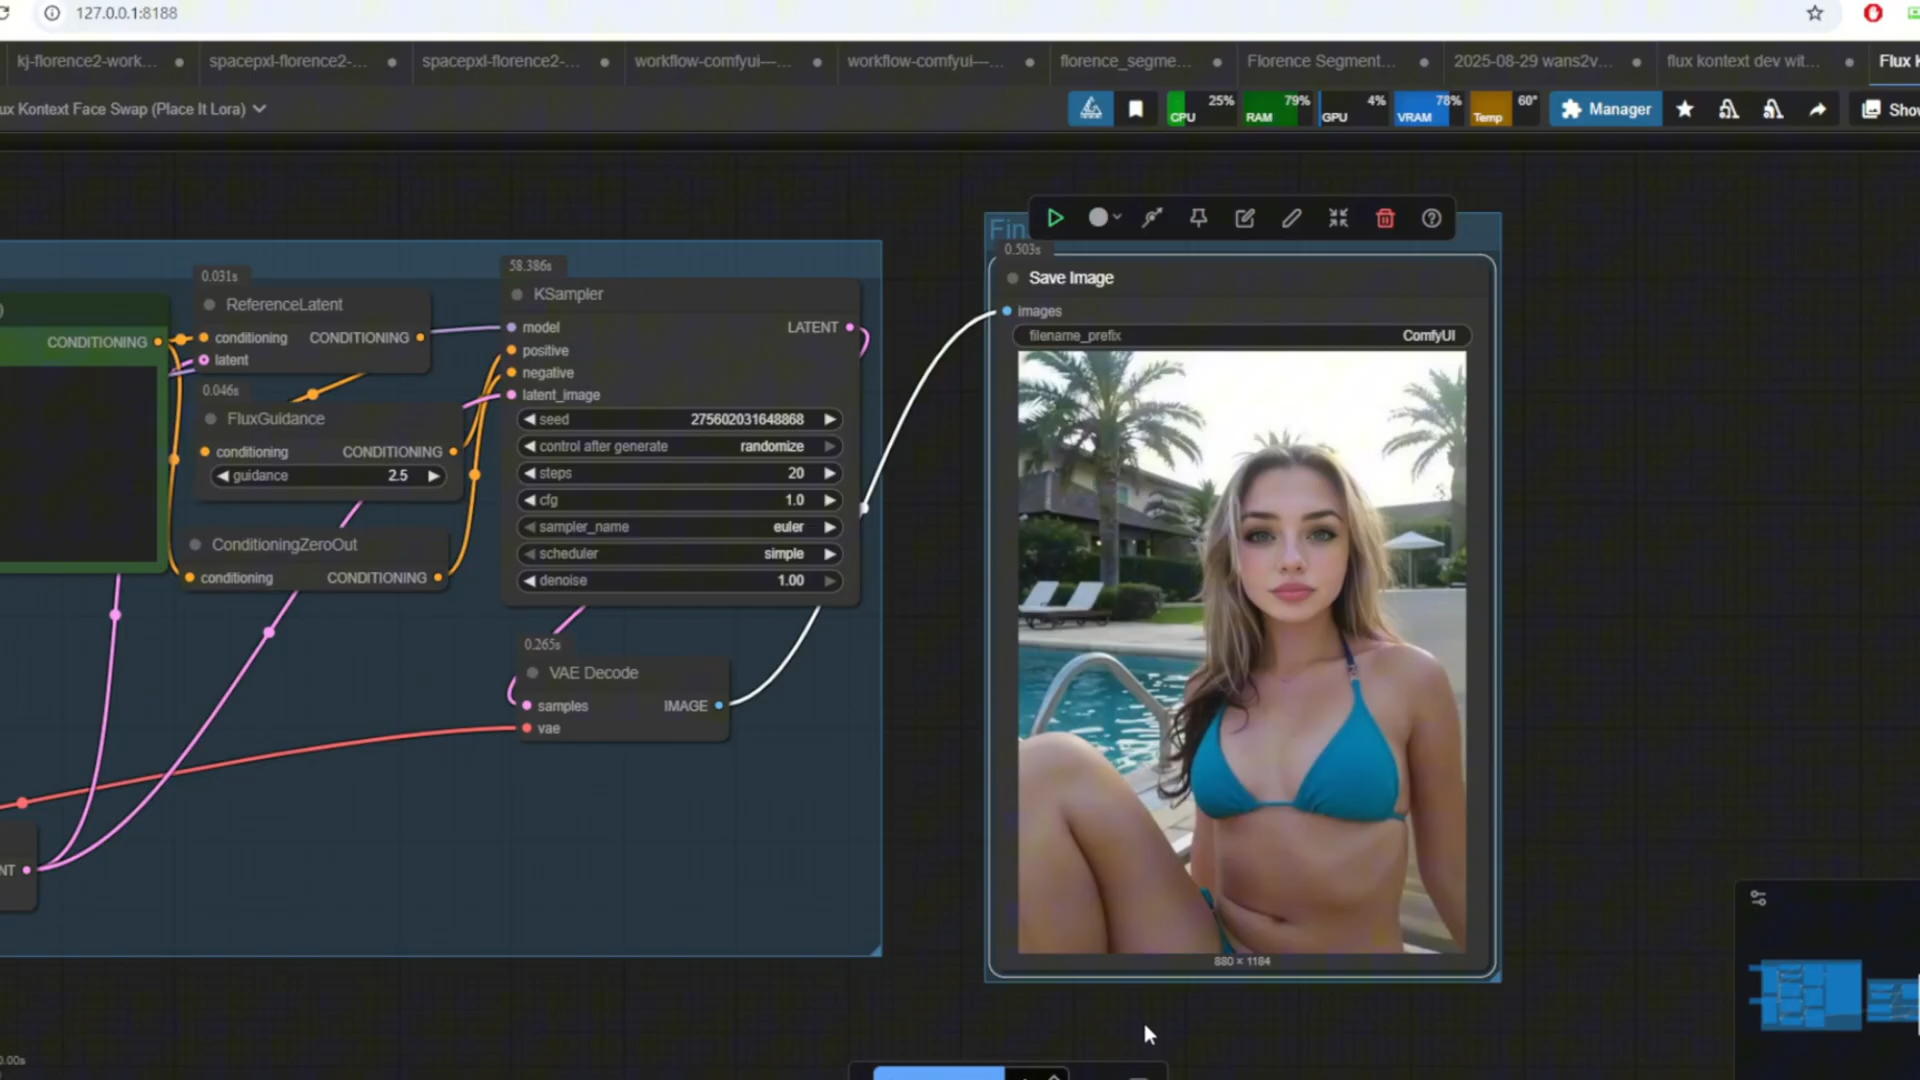 127.0.0.1:8188
kj-florence2-work...
spacepxl-florence2-...
spacepxl-florence2-...
workflow-comfyui-—...
workflow-comfyui-—...
florence_segme...
Florence Segment...
2025-08-29 wans2v...
flux kontext dev wit...
Flux K
ux Kontext Face Swap (Place It Lora)
CPU 25%
RAM 79%
GPU 4%
VRAM 78%
Temp 60°
Manager
Show
CONDITIONING
0.031s
ReferenceLatent
conditioning CONDITIONING
latent
0.046s
FluxGuidance
conditioning CONDITIONING
guidance 2.5
ConditioningZeroOut
conditioning CONDITIONING
58.386s
KSampler
model LATENT
positive
negative
latent_image
seed 275602031648868
control after generate randomize
steps 20
cfg 1.0
sampler_name euler
scheduler simple
denoise 1.00
0.265s
VAE Decode
samples IMAGE
vae
NT
Fin
0.503s
Save Image
images
filename_prefix ComfyUI
880 × 1184
0.00s